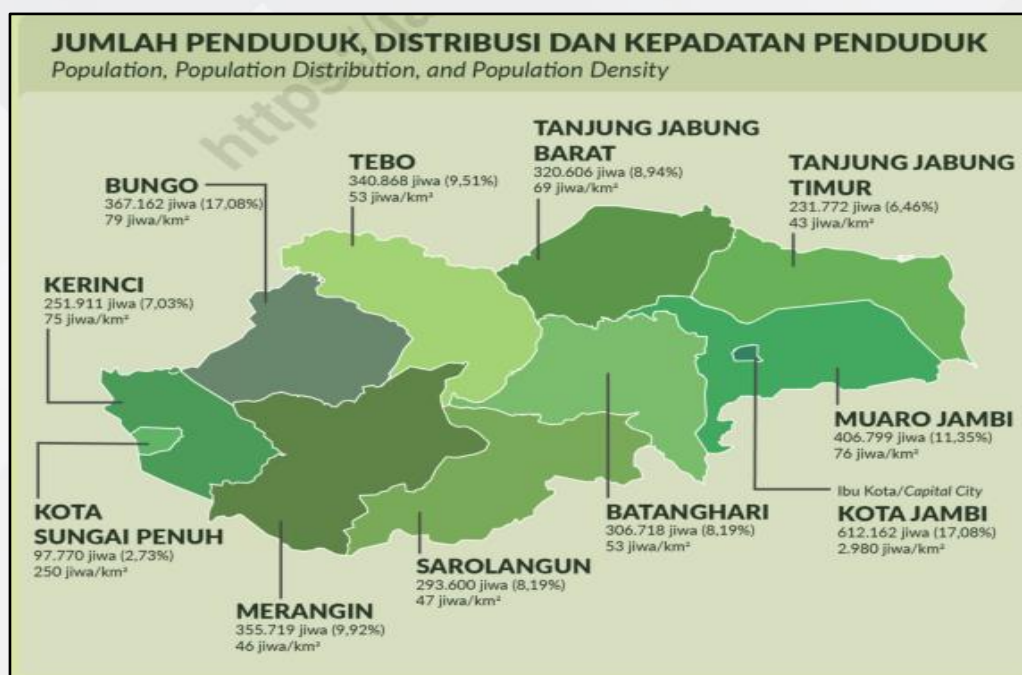 https:/
JUMLAH PENDUDUK, DISTRIBUSI DAN KEPADATAN PENDUDUK
Population, Population Distribution, and Population Density
TANJUNG JABUNG
BARAT
320.606 jiwa (8,94%)
69 jiwa/km²
TEBO
340.868 jiwa (9,51%)
53 jiwa/km²
TANJUNG JABUNG
TIMUR
231.772 jiwa (6,46%)
43 jiwa/km²
BUNGO
367.162 jiwa (17,08%)
79 jiwa/km²
KERINCI
251.911 jiwa (7,03%)
75 jiwa/km²
MUARO JAMBI
406.799 jiwa (11,35%)
76 jiwa/km²
Ibu Kota/Capital City
KOTA JAMBI
612.162 jiwa (17,08%)
2.980 jiwa/km²
KOTA
SUNGAI PENUH
97.770 jiwa (2,73%)
250 jiwa/km²
BATANGHARI
306.718 jiwa (8,19%)
53 jiwa/km²
SAROLANGUN
293.600 jiwa (8,19%)
47 jiwa/km²
MERANGIN
355.719 jiwa (9,92%)
46 jiwa/km²